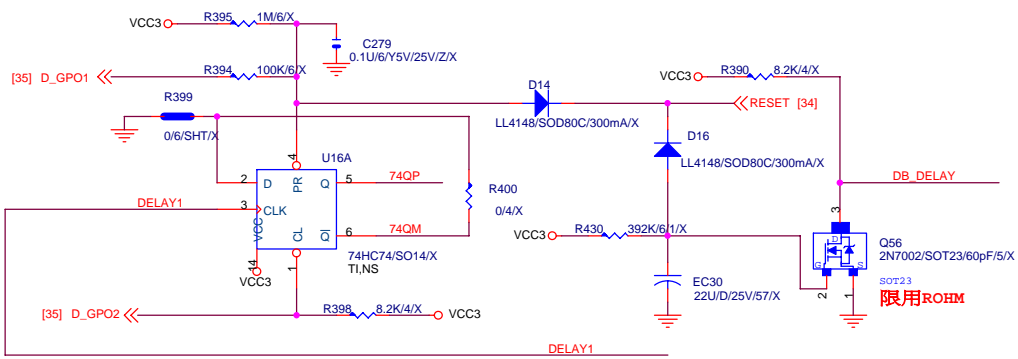 VCC3
R395
1M/6/X
C279
0.1U/6/Y5V/25V/Z/X
[35] D_GPO1
R394
100K/6/X
VCC3
R390
8.2K/4/X
D14
LL4148/SOD80C/300mA/X
RESET [34]
R399
0/6/SHT/X
D16
LL4148/SOD80C/300mA/X
U16A
4
2
D
PR
Q
5
74QP
R400
0/4/X
DB_DELAY
DELAY1
3
CLK
VCC
CL
QI
6
74QM
74HC74/SO14/X
TI,NS
14
VCC3
1
VCC3
R430
392K/6/1/X
3
D
G
S
2
1
Q56
2N7002/SOT23/60pF/5/X
SOT23
限用ROHM
EC30
22U/D/25V/57/X
[35] D_GPO2
R398
8.2K/4/X
VCC3
DELAY1